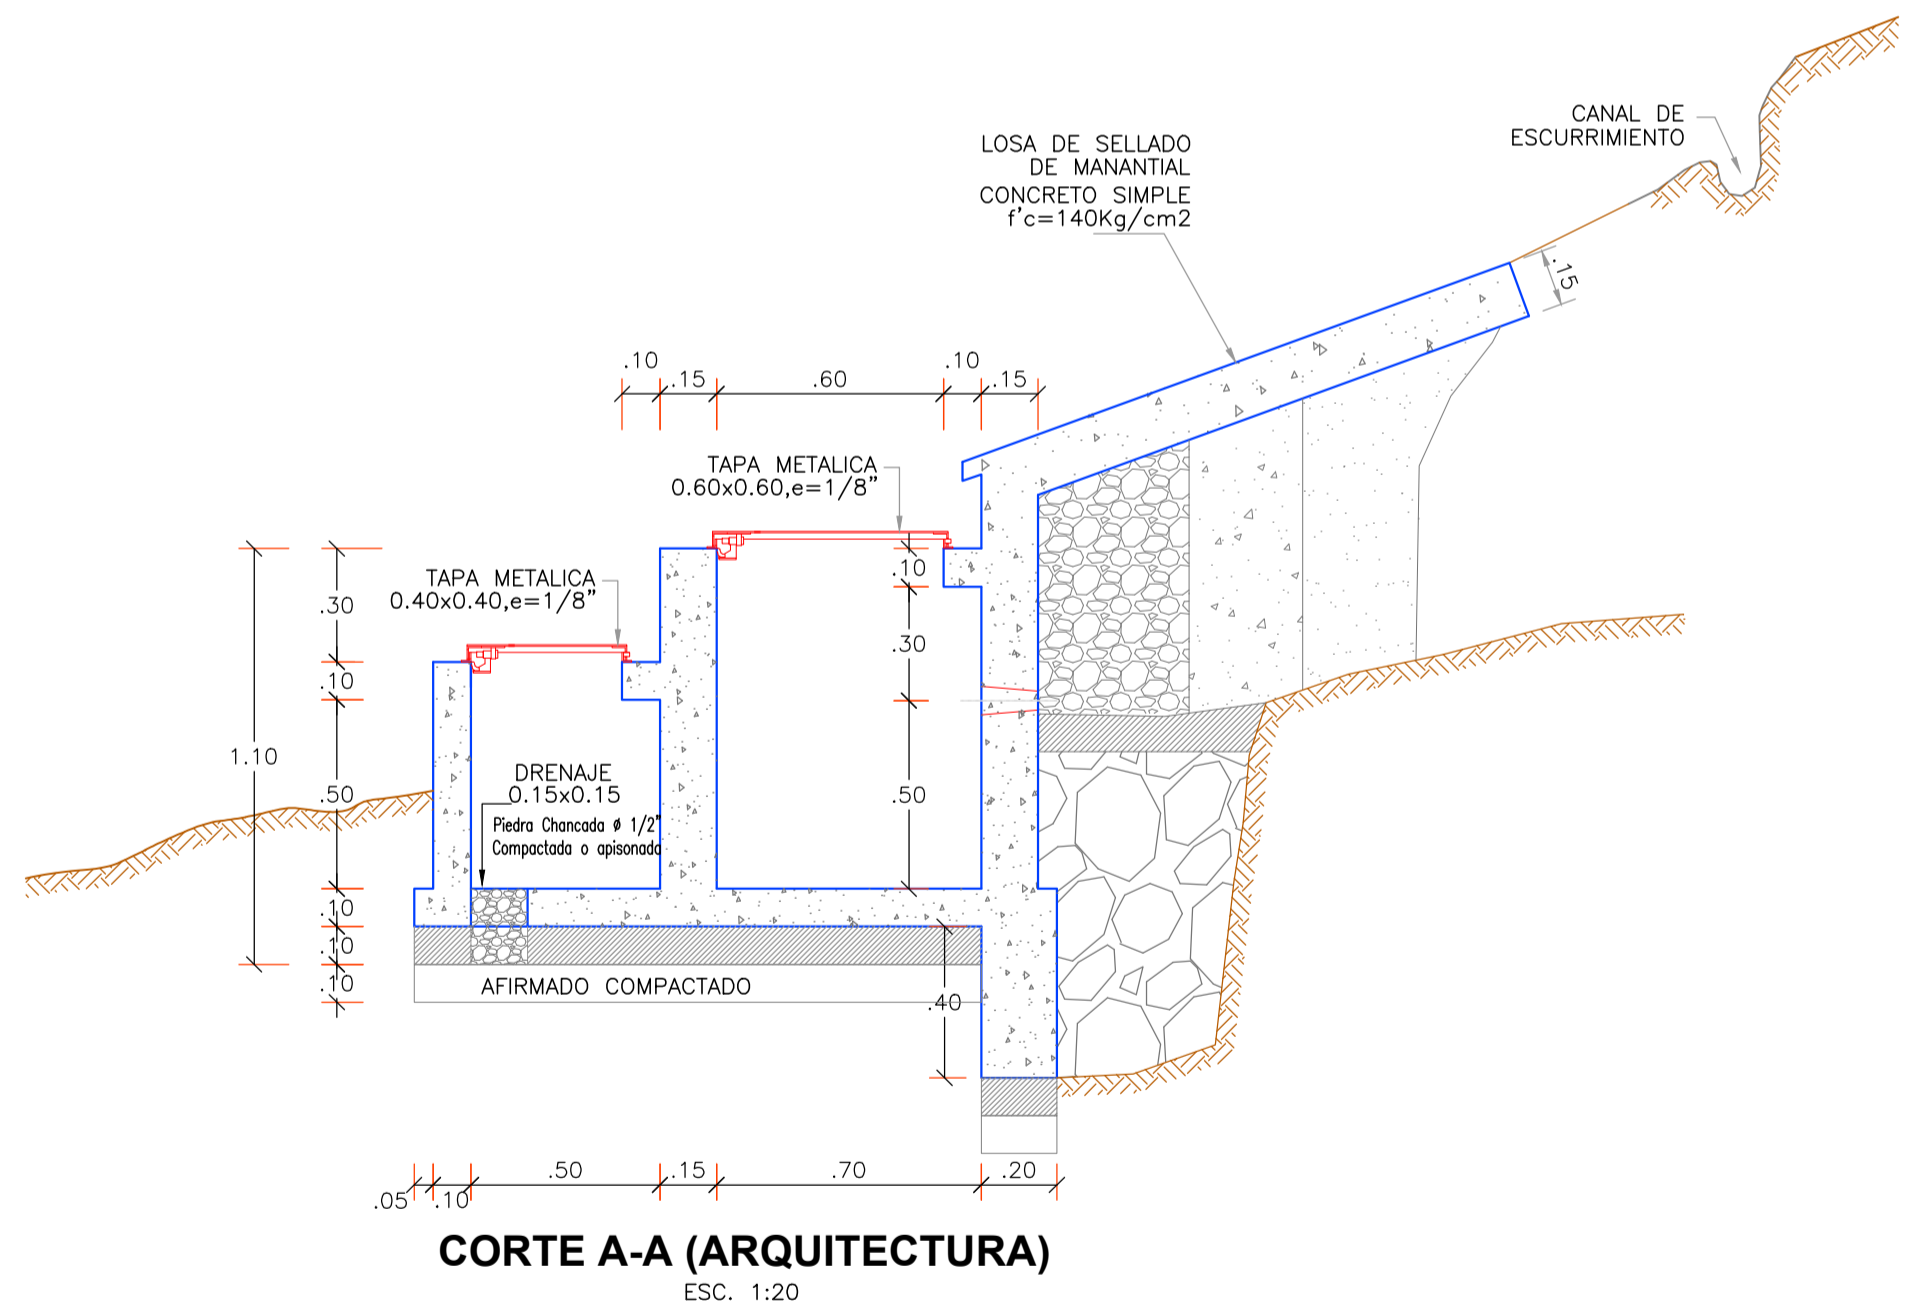 CANAL DE
ESCURRIMIENTO
LOSA DE SELLADO
DE MANANTIAL
CONCRETO SIMPLE
f'c=140Kg/cm2
.15
.10
.15
.60
.10
.15
TAPA METALICA
0.60x0.60,e=1/8"
TAPA METALICA
0.40x0.40,e=1/8"
1.10
.30
.10
.50
.10
.10
.10
.10
.30
.50
DRENAJE
0.15x0.15
Piedra Chancada ø 1/2"
Compactada o apisonada
AFIRMADO COMPACTADO
.40
.05
.10
.50
.15
.70
.20
CORTE A-A (ARQUITECTURA)
ESC. 1:20